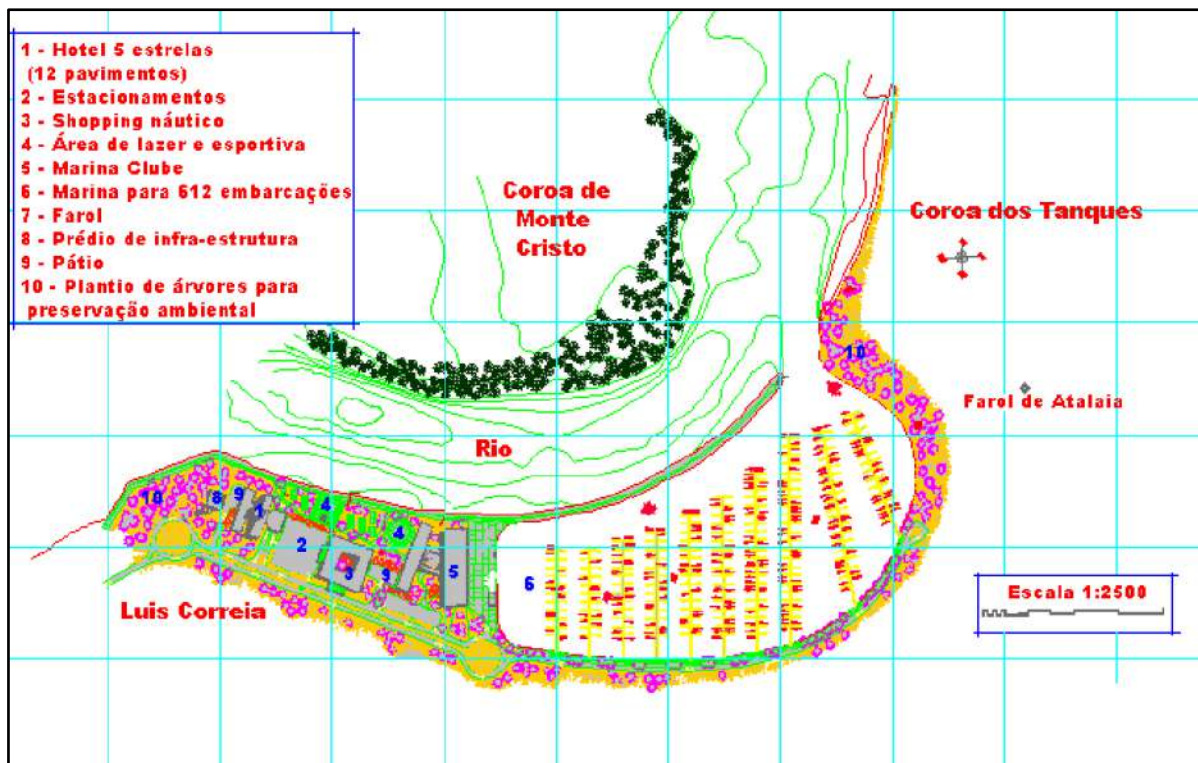 1 - Hotel 5 estrelas
(12 pavimentos)
2 - Estacionamentos
3 - Shopping náutico
4 - Área de lazer e esportiva
5 - Marina Clube
6 - Marina para 612 embarcações
7 - Farol
8 - Prédio de infra-estrutura
9 - Pátio
10 - Plantio de árvores para
preservação ambiental
Coroa de
Monte
Cristo
Coroa dos Tanques
10
Farol de Atalaia
Rio
10
8
9
1
4
4
2
3
9
5
6
Luis Correia
Escala 1:2500